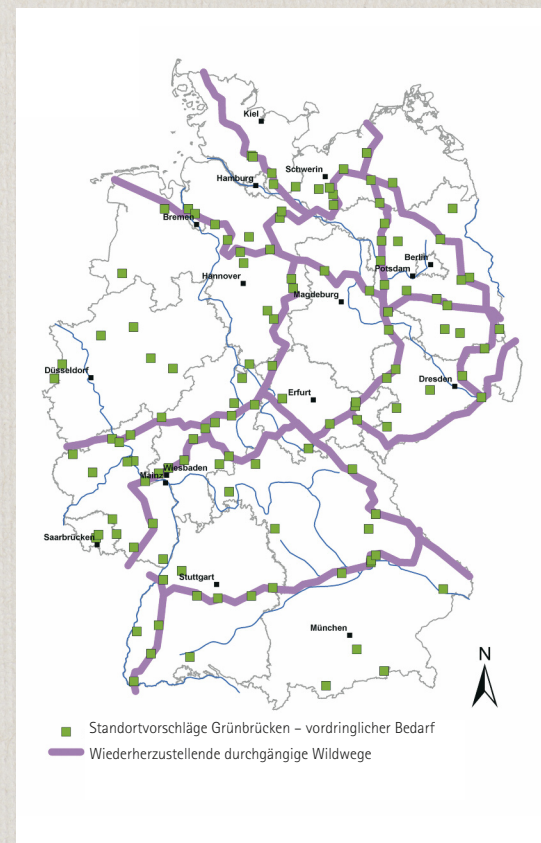 Kiel
Schwerin
Hamburg
Bremen
Berlin
Potsdam
Hannover
Magdeburg
Düsseldorf
Dresden
Erfurt
Wiesbaden
Mainz
Saarbrücken
Stuttgart
München
N
Standortvorschläge Grünbrücken – vordringlicher Bedarf
Wiederherzustellende durchgängige Wildwege